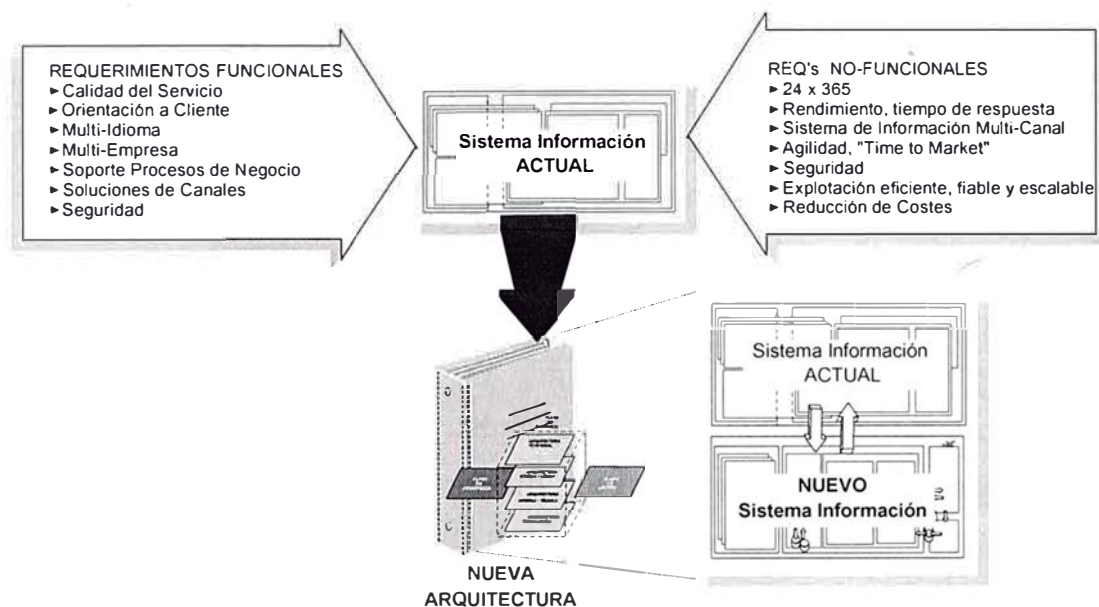 REQUERIMIENTOS FUNCIONALES
► Calidad del Servicio
► Orientación a Cliente
► Multi-Idioma
► Multi-Empresa
► Soporte Procesos de Negocio
► Soluciones de Canales
► Seguridad
Sistema Información
ACTUAL
REQ's NO-FUNCIONALES
► 24 x 365
► Rendimiento, tiempo de respuesta
► Sistema de Información Multi-Canal
► Agilidad, "Time to Market"
► Seguridad
► Explotación eficiente, fiable y escalable
► Reducción de Costes
Sistema Información
ACTUAL
NUEVO
Sistema Información
NUEVA
ARQUITECTURA